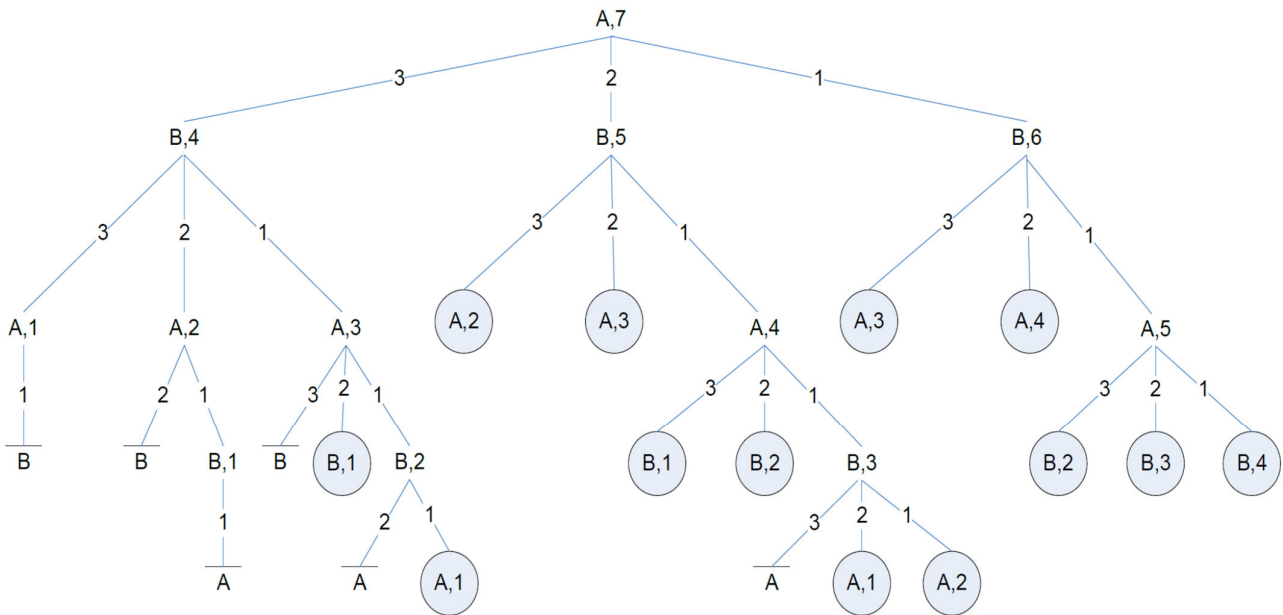 A,7
3 2 1
B,4 B,5 B,6
3 2 1 3 2 1 3 2 1
A,1 A,2 A,3 A,2 A,3 A,4 A,3 A,4 A,5
1 2 1 3 2 1 3 2 1 3 2 1
B B B,1 B B,1 B,2 B,1 B,2 B,3 B,2 B,3 B,4
1 2 1 3 2 1
A A A,1 A A,1 A,2